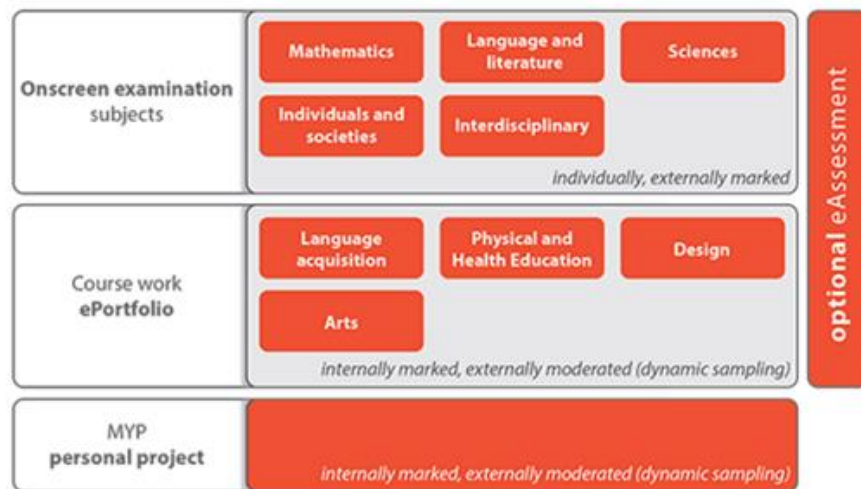 Onscreen examination
subjects
Mathematics
Language and
literature
Sciences
Individuals and
societies
Interdisciplinary
individually, externally marked
Course work
ePortfolio
Language
acquisition
Physical and
Health Education
Design
Arts
internally marked, externally moderated (dynamic sampling)
MYP
personal project
internally marked, externally moderated (dynamic sampling)
optional eAssessment